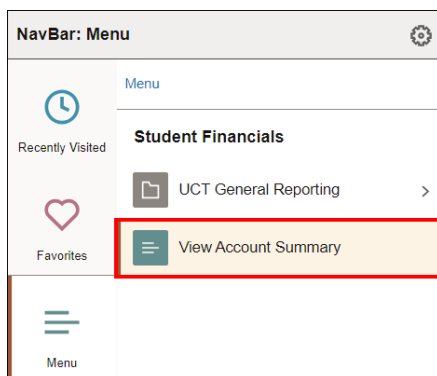 NavBar: Menu
Recently Visited
Favorites
Menu
Menu
Student Financials
UCT General Reporting
View Account Summary